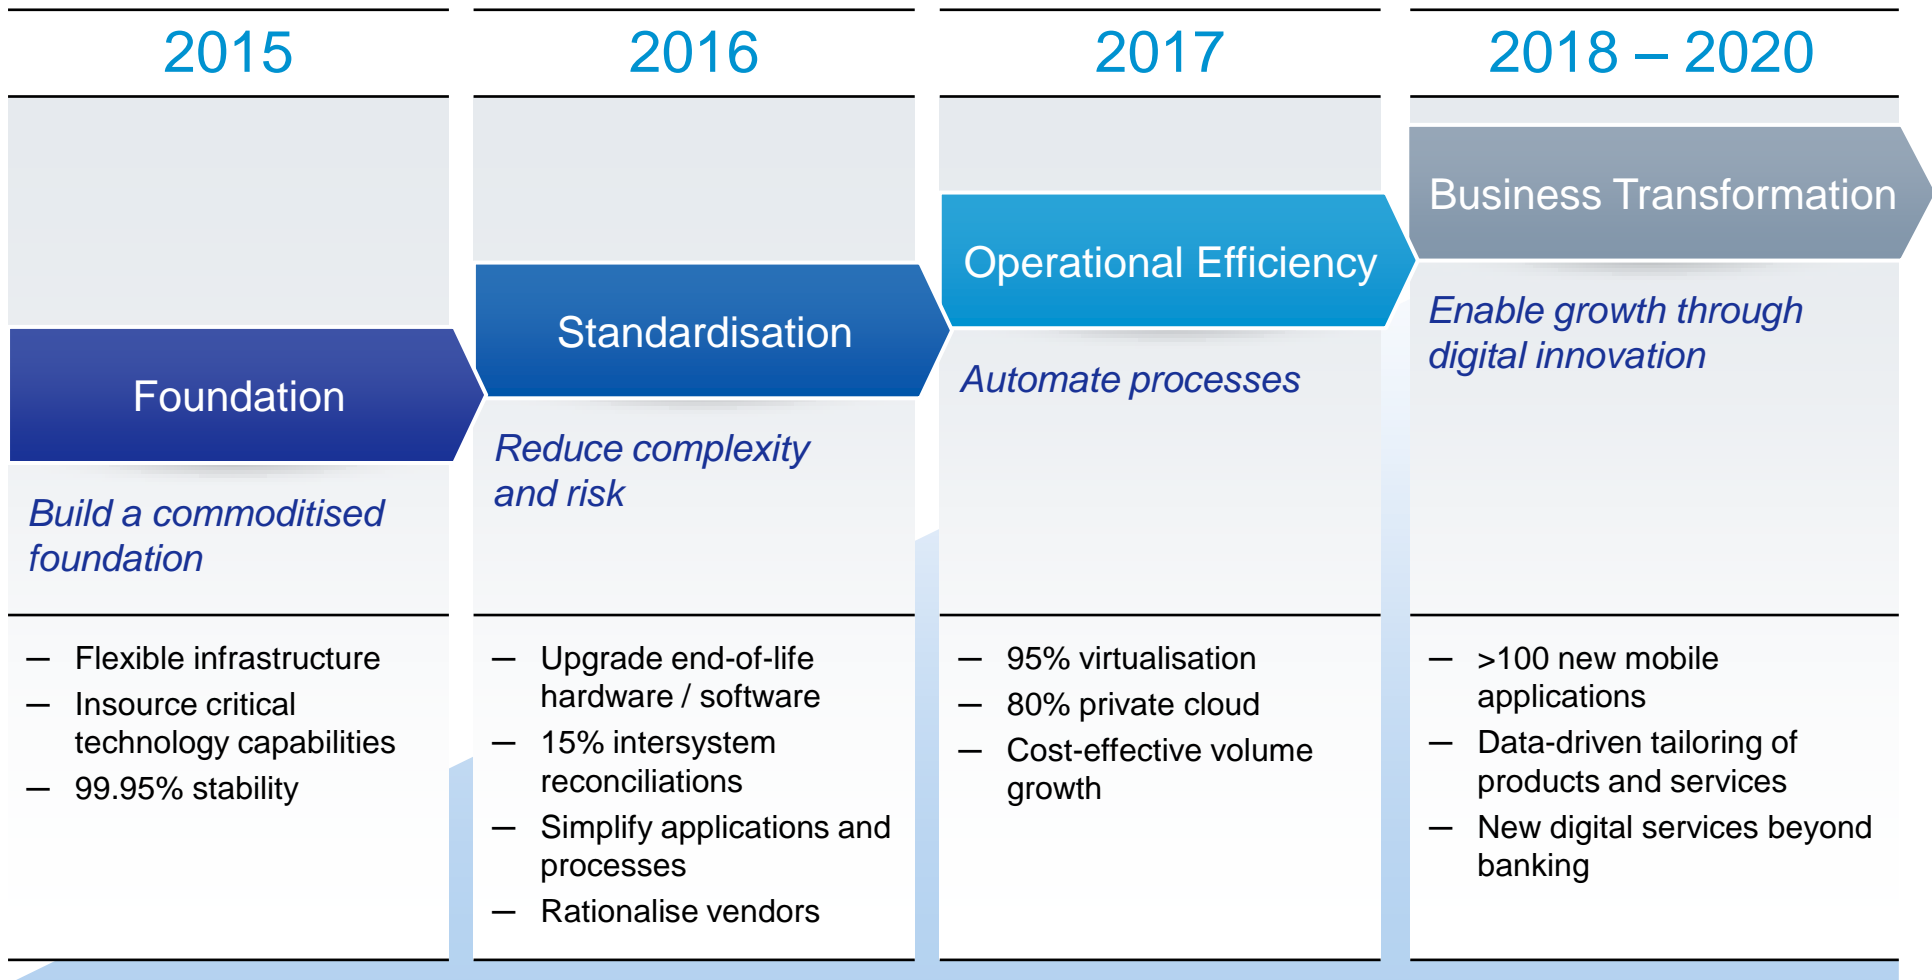 2015
Foundation
Build a commoditised
foundation
— Flexible infrastructure
— Insource critical
technology capabilities
— 99.95% stability
2016
Standardisation
Reduce complexity
and risk
— Upgrade end-of-life
hardware / software
— 15% intersystem
reconciliations
— Simplify applications and
processes
— Rationalise vendors
2017
Operational Efficiency
Automate processes
— 95% virtualisation
— 80% private cloud
— Cost-effective volume
growth
2018 – 2020
Business Transformation
Enable growth through
digital innovation
— >100 new mobile
applications
— Data-driven tailoring of
products and services
— New digital services beyond
banking